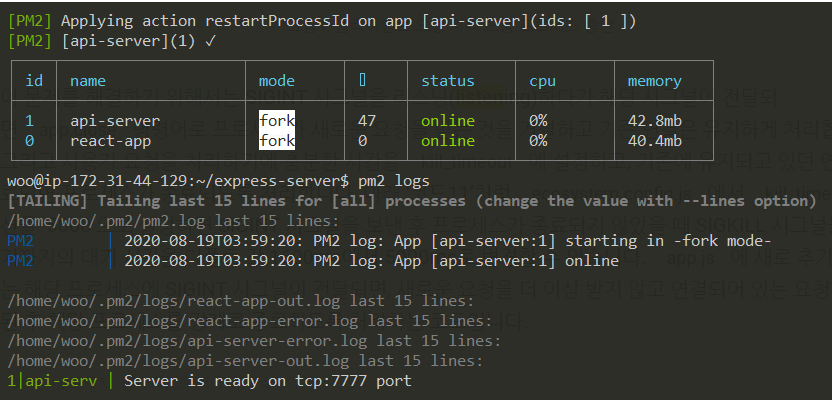 [PM2] Applying action restartProcessId on app [api-server](ids: [ 1 ])
[PM2] [api-server](1) ✓
id name mode status cpu memory
1 api-server fork 47 online 0% 42.8mb
0 react-app fork 0 online 0% 40.4mb
woo@ip-172-31-44-129:~/express-server$ pm2 logs
[TAILING] Tailing last 15 lines for [all] processes (change the value with --lines option)
/home/woo/.pm2/pm2.log last 15 lines:
PM2 | 2020-08-19T03:59:20: PM2 log: App [api-server:1] starting in -fork mode-
PM2 | 2020-08-19T03:59:20: PM2 log: App [api-server:1] online
/home/woo/.pm2/logs/react-app-out.log last 15 lines:
/home/woo/.pm2/logs/react-app-error.log last 15 lines:
/home/woo/.pm2/logs/api-server-error.log last 15 lines:
/home/woo/.pm2/logs/api-server-out.log last 15 lines:
1|api-serv | Server is ready on tcp:7777 port